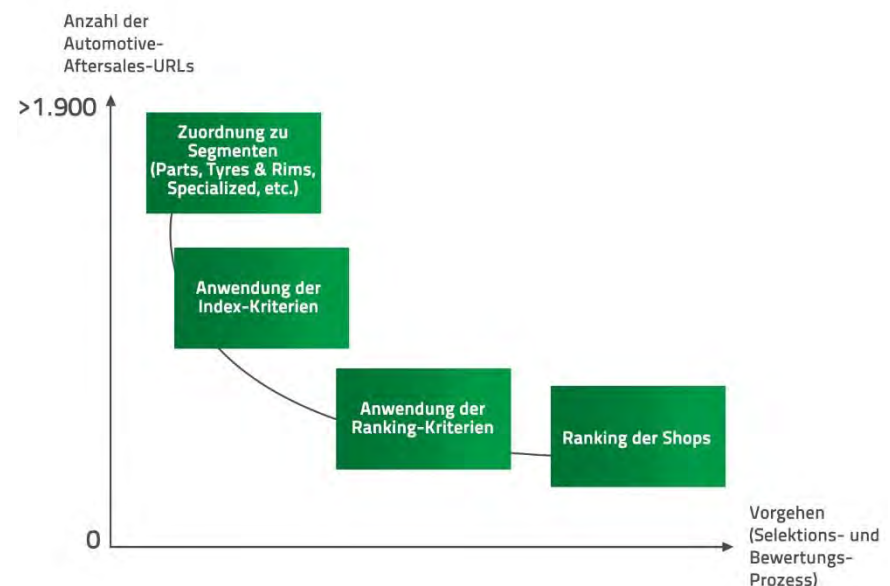 Anzahl der
Automotive-
Aftersales-URLs
>1.900
Zuordnung zu
Segmenten
(Parts, Tyres & Rims,
Specialized, etc.)
Anwendung der
Index-Kriterien
Anwendung der
Ranking-Kriterien
Ranking der Shops
0
Vorgehen
(Selektions- und
Bewertungs-
Prozess)